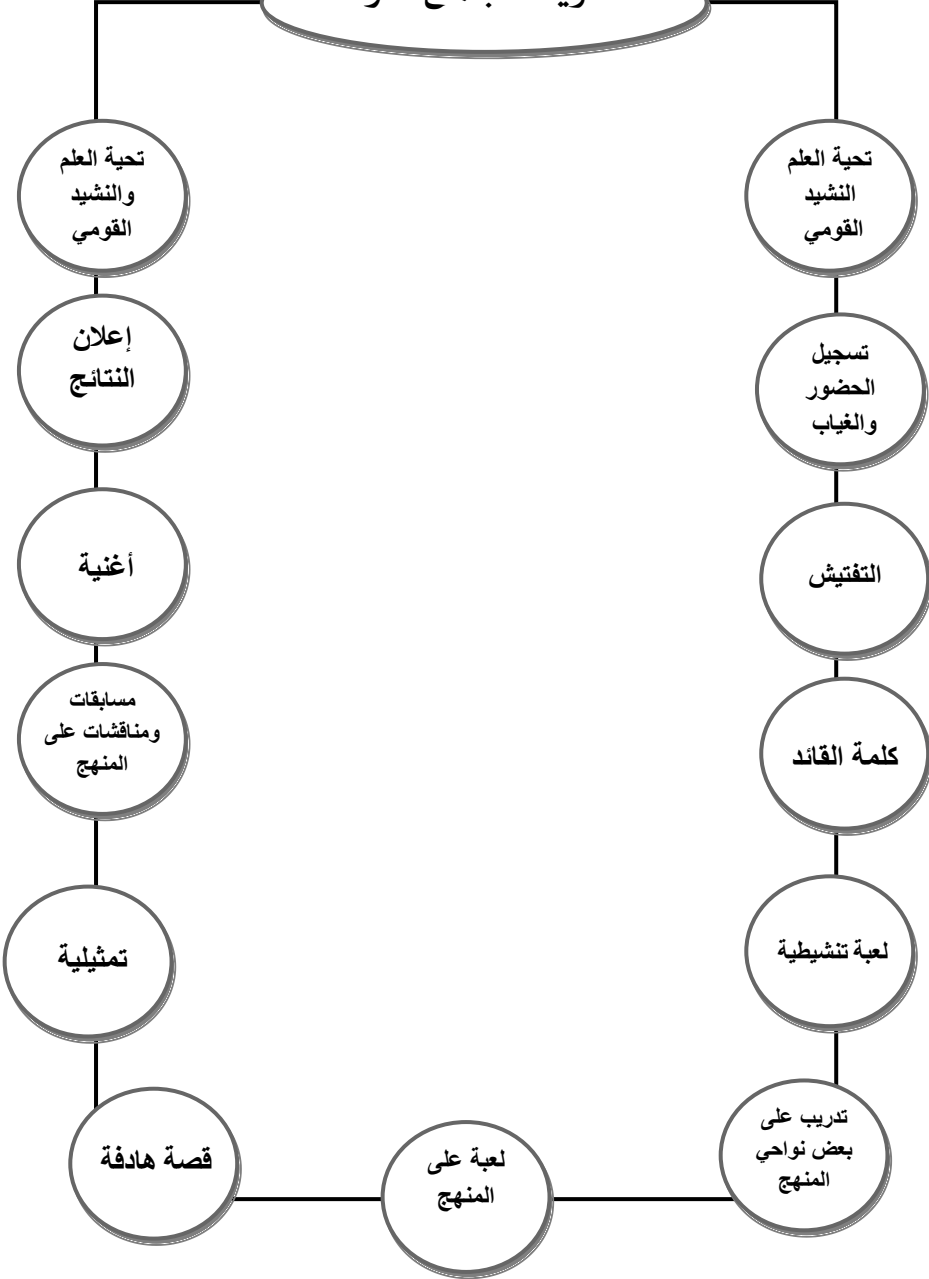 تحية العلم
النشيد
القومي
تسجيل
الحضور
والغياب
التفتيش
كلمة القائد
لعبة تنشيطية
تدريب على
بعض نواحي
المنهج
لعبة على
المنهج
قصة هادفة
تمثيلية
مسابقات
ومناقشات على
المنهج
أغنية
إعلان
النتائج
تحية العلم
والنشيد
القومي